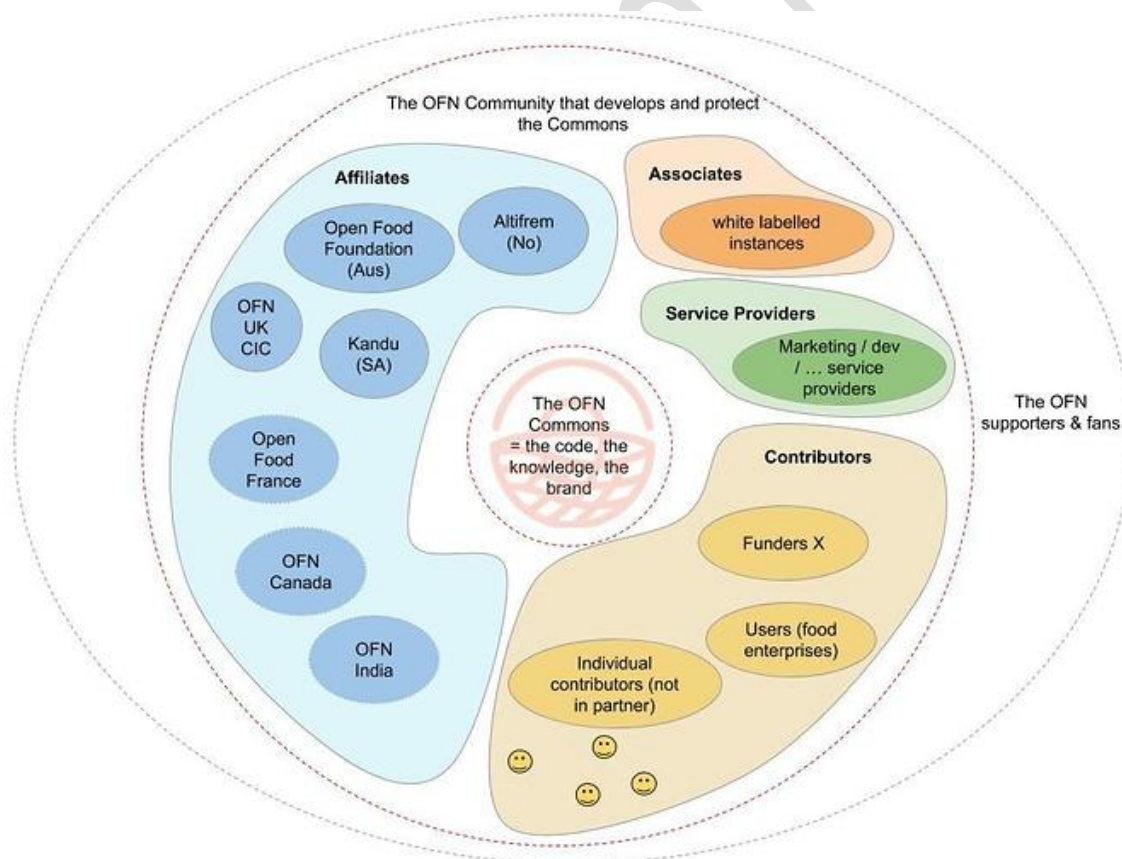 The OFN Community that develops and protect
the Commons
Affiliates
Open Food
Foundation
(Aus)
Altifrem
(No)
OFN
UK
CIC
Kandu
(SA)
Open
Food
France
OFN
Canada
OFN
India
Associates
white labelled
instances
Service Providers
Marketing / dev
/ ... service
providers
The OFN
Commons
= the code, the
knowledge, the
brand
Contributors
Funders X
Users (food
enterprises)
Individual
contributors (not
in partner)
The OFN
supporters & fans